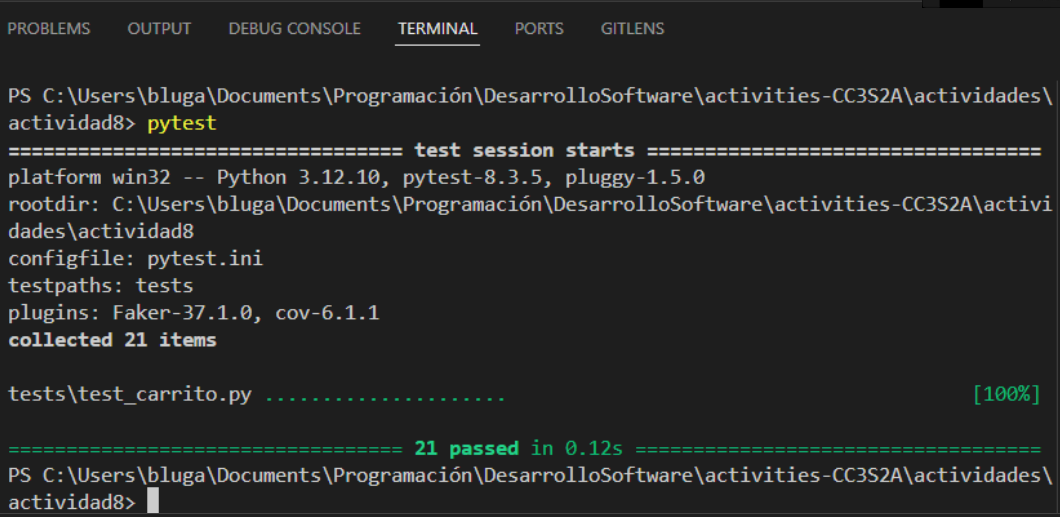 PROBLEMS OUTPUT DEBUG CONSOLE TERMINAL PORTS GITLENS
PS C:\Users\bluga\Documents\Programación\DesarrolloSoftware\activities-CC3S2A\actividades\
actividad8> pytest
================================== test session starts ==================================
platform win32 -- Python 3.12.10, pytest-8.3.5, pluggy-1.5.0
rootdir: C:\Users\bluga\Documents\Programación\DesarrolloSoftware\activities-CC3S2A\activi
dades\actividad8
configfile: pytest.ini
testpaths: tests
plugins: Faker-37.1.0, cov-6.1.1
collected 21 items
tests\test_carrito.py ..................... [100%]
================================== 21 passed in 0.12s ===================================
PS C:\Users\bluga\Documents\Programación\DesarrolloSoftware\activities-CC3S2A\actividades\
actividad8>